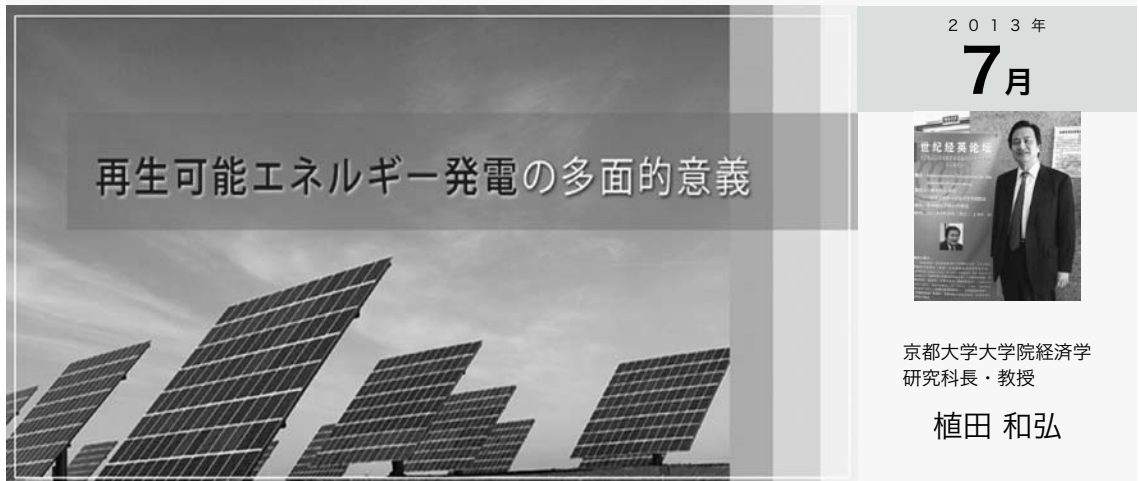 再生可能エネルギー発電の多面的意義
2013年
7月
世纪经英论坛
京都大学大学院経済学
研究科長・教授
植田 和弘